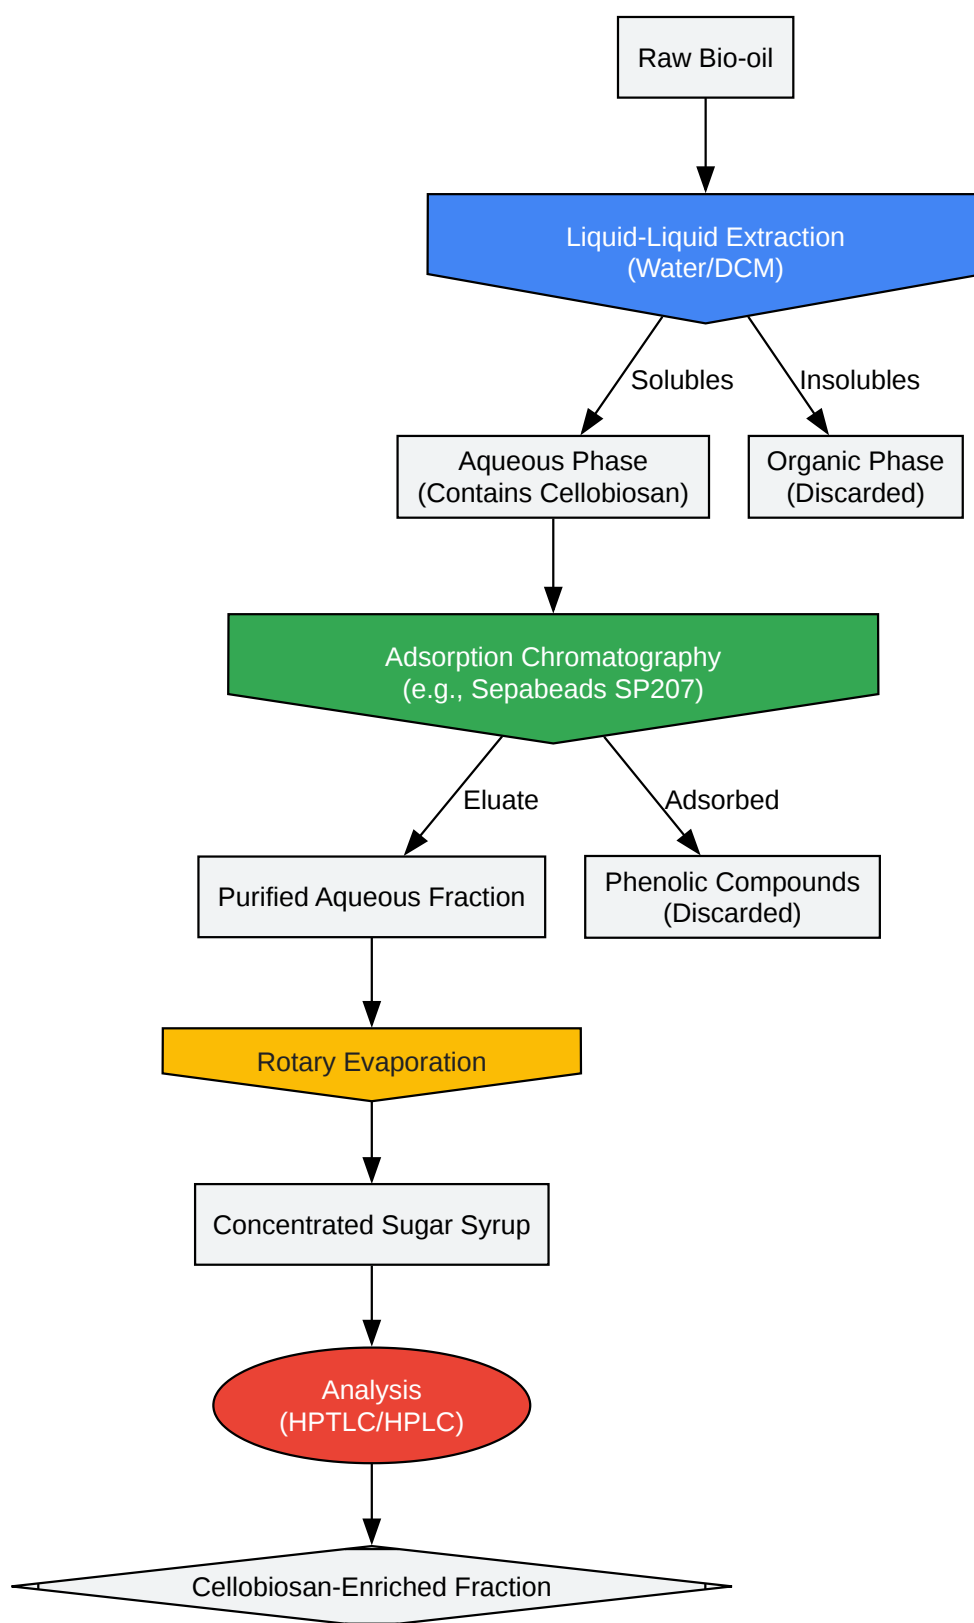 Raw Bio-oil
Liquid-Liquid Extraction
(Water/DCM)
Solubles
Insolubles
Aqueous Phase
(Contains Cellobiosan)
Organic Phase
(Discarded)
Adsorption Chromatography
(e.g., Sepabeads SP207)
Eluate
Adsorbed
Purified Aqueous Fraction
Phenolic Compounds
(Discarded)
Rotary Evaporation
Concentrated Sugar Syrup
Analysis
(HPTLC/HPLC)
Cellobiosan-Enriched Fraction